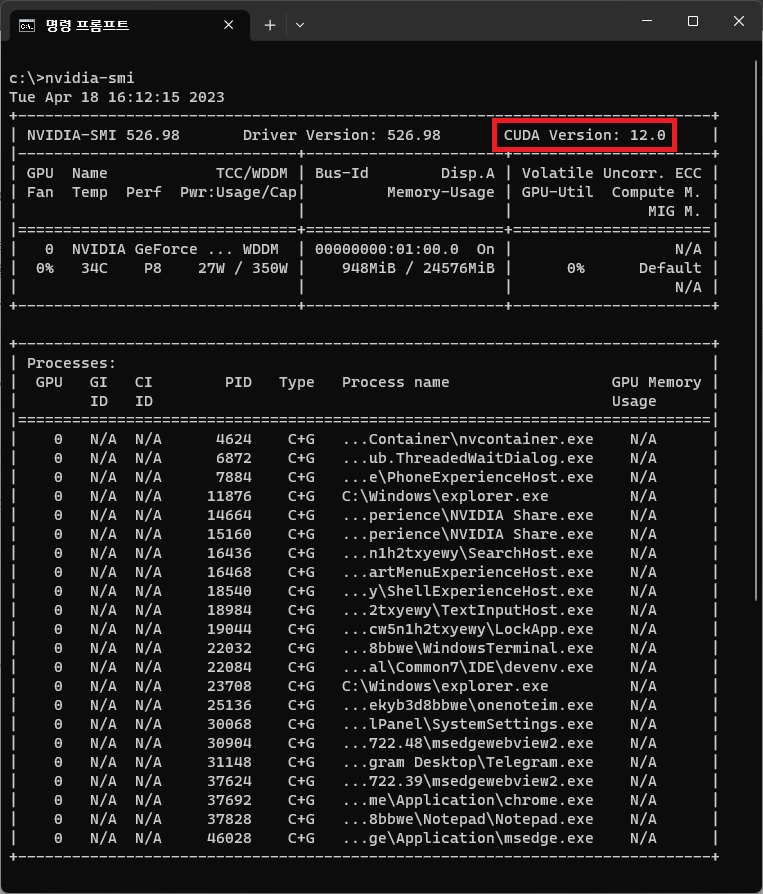 명령 프롬프트
c:\>nvidia-smi
Tue Apr 18 16:12:15 2023
+-----------------------------------------------------------------------------+
| NVIDIA-SMI 526.98       Driver Version: 526.98       CUDA Version: 12.0     |
|-------------------------------+----------------------+----------------------+
| GPU  Name            TCC/WDDM | Bus-Id        Disp.A | Volatile Uncorr. ECC |
| Fan  Temp  Perf  Pwr:Usage/Cap|         Memory-Usage | GPU-Util  Compute M. |
|                               |                      |               MIG M. |
|===============================+======================+======================|
|   0  NVIDIA GeForce ... WDDM  | 00000000:01:00.0  On |                  N/A |
|  0%   34C    P8    27W / 350W |    948MiB / 24576MiB |      0%      Default |
|                               |                      |                  N/A |
+-------------------------------+----------------------+----------------------+
+-----------------------------------------------------------------------------+
| Processes:                                                                  |
|  GPU   GI   CI        PID   Type   Process name                  GPU Memory |
|        ID   ID                                                   Usage      |
|=============================================================================|
|    0   N/A  N/A      4624    C+G   ...Container\nvcontainer.exe    N/A      |
|    0   N/A  N/A      6872    C+G   ...ub.ThreadedWaitDialog.exe    N/A      |
|    0   N/A  N/A      7884    C+G   ...e\PhoneExperienceHost.exe    N/A      |
|    0   N/A  N/A     11876    C+G   C:\Windows\explorer.exe         N/A      |
|    0   N/A  N/A     14664    C+G   ...perience\NVIDIA Share.exe    N/A      |
|    0   N/A  N/A     15160    C+G   ...perience\NVIDIA Share.exe    N/A      |
|    0   N/A  N/A     16436    C+G   ...n1h2txyewy\SearchHost.exe    N/A      |
|    0   N/A  N/A     16468    C+G   ...artMenuExperienceHost.exe    N/A      |
|    0   N/A  N/A     18540    C+G   ...y\ShellExperienceHost.exe    N/A      |
|    0   N/A  N/A     18984    C+G   ...2txyewy\TextInputHost.exe    N/A      |
|    0   N/A  N/A     19044    C+G   ...cw5n1h2txyewy\LockApp.exe    N/A      |
|    0   N/A  N/A     22032    C+G   ...8bbwe\WindowsTerminal.exe    N/A      |
|    0   N/A  N/A     22084    C+G   ...al\Common7\IDE\devenv.exe    N/A      |
|    0   N/A  N/A     23708    C+G   C:\Windows\explorer.exe         N/A      |
|    0   N/A  N/A     25136    C+G   ...ekyb3d8bbwe\onenoteim.exe    N/A      |
|    0   N/A  N/A     30068    C+G   ...lPanel\SystemSettings.exe    N/A      |
|    0   N/A  N/A     30904    C+G   ...722.48\msedgewebview2.exe    N/A      |
|    0   N/A  N/A     31148    C+G   ...gram Desktop\Telegram.exe    N/A      |
|    0   N/A  N/A     37624    C+G   ...722.39\msedgewebview2.exe    N/A      |
|    0   N/A  N/A     37692    C+G   ...me\Application\chrome.exe    N/A      |
|    0   N/A  N/A     37828    C+G   ...8bbwe\Notepad\Notepad.exe    N/A      |
|    0   N/A  N/A     46028    C+G   ...ge\Application\msedge.exe    N/A      |
+-----------------------------------------------------------------------------+